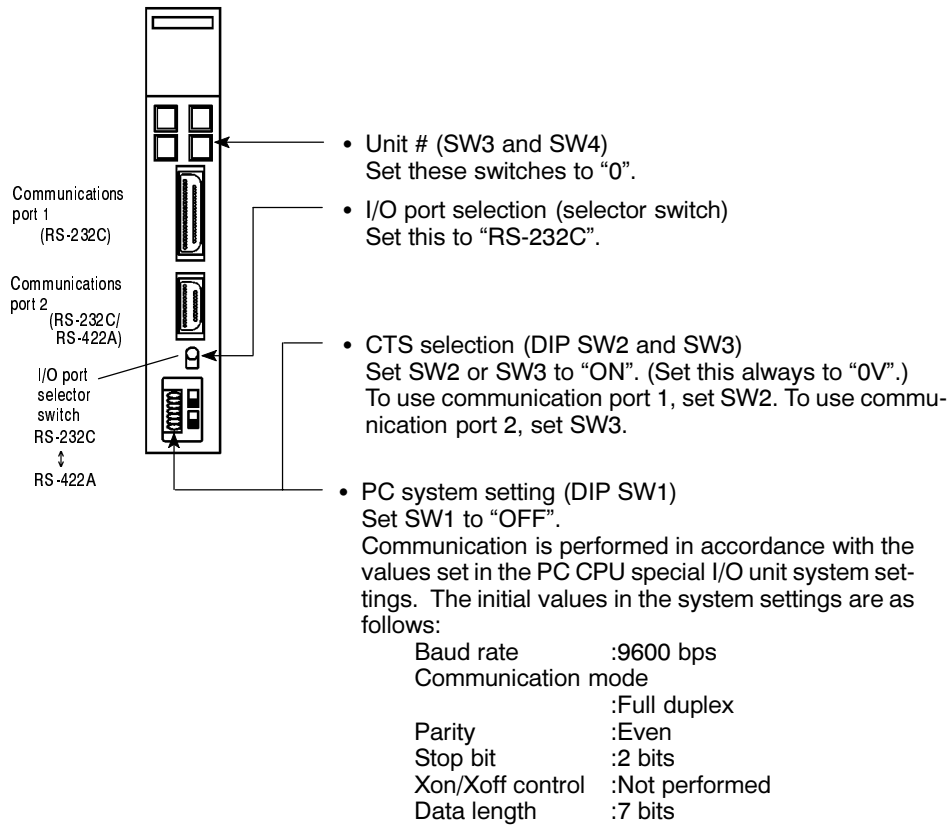 Communications
port 1
(RS-232C)
Communications
port 2
(RS-232C/
RS-422A)
I/O port
selector
switch
RS-232C
↕
RS-422A
• Unit # (SW3 and SW4)
Set these switches to “0”.
• I/O port selection (selector switch)
Set this to “RS-232C”.
• CTS selection (DIP SW2 and SW3)
Set SW2 or SW3 to “ON”. (Set this always to “0V”.)
To use communication port 1, set SW2. To use commu-
nication port 2, set SW3.
• PC system setting (DIP SW1)
Set SW1 to “OFF”.
Communication is performed in accordance with the
values set in the PC CPU special I/O unit system set-
tings. The initial values in the system settings are as
follows:
Baud rate :9600 bps
Communication mode
:Full duplex
Parity :Even
Stop bit :2 bits
Xon/Xoff control :Not performed
Data length :7 bits